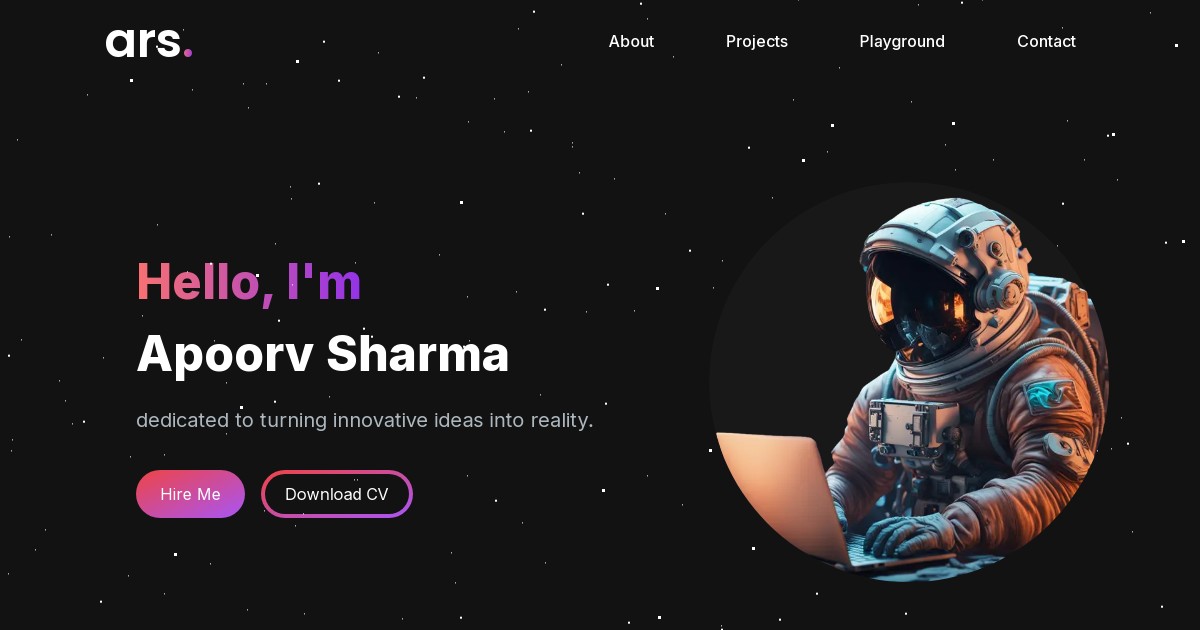 ars.
About Projects Playground Contact
Hello, I'm
Apoorv Sharma
dedicated to turning innovative ideas into reality.
Hire Me Download CV